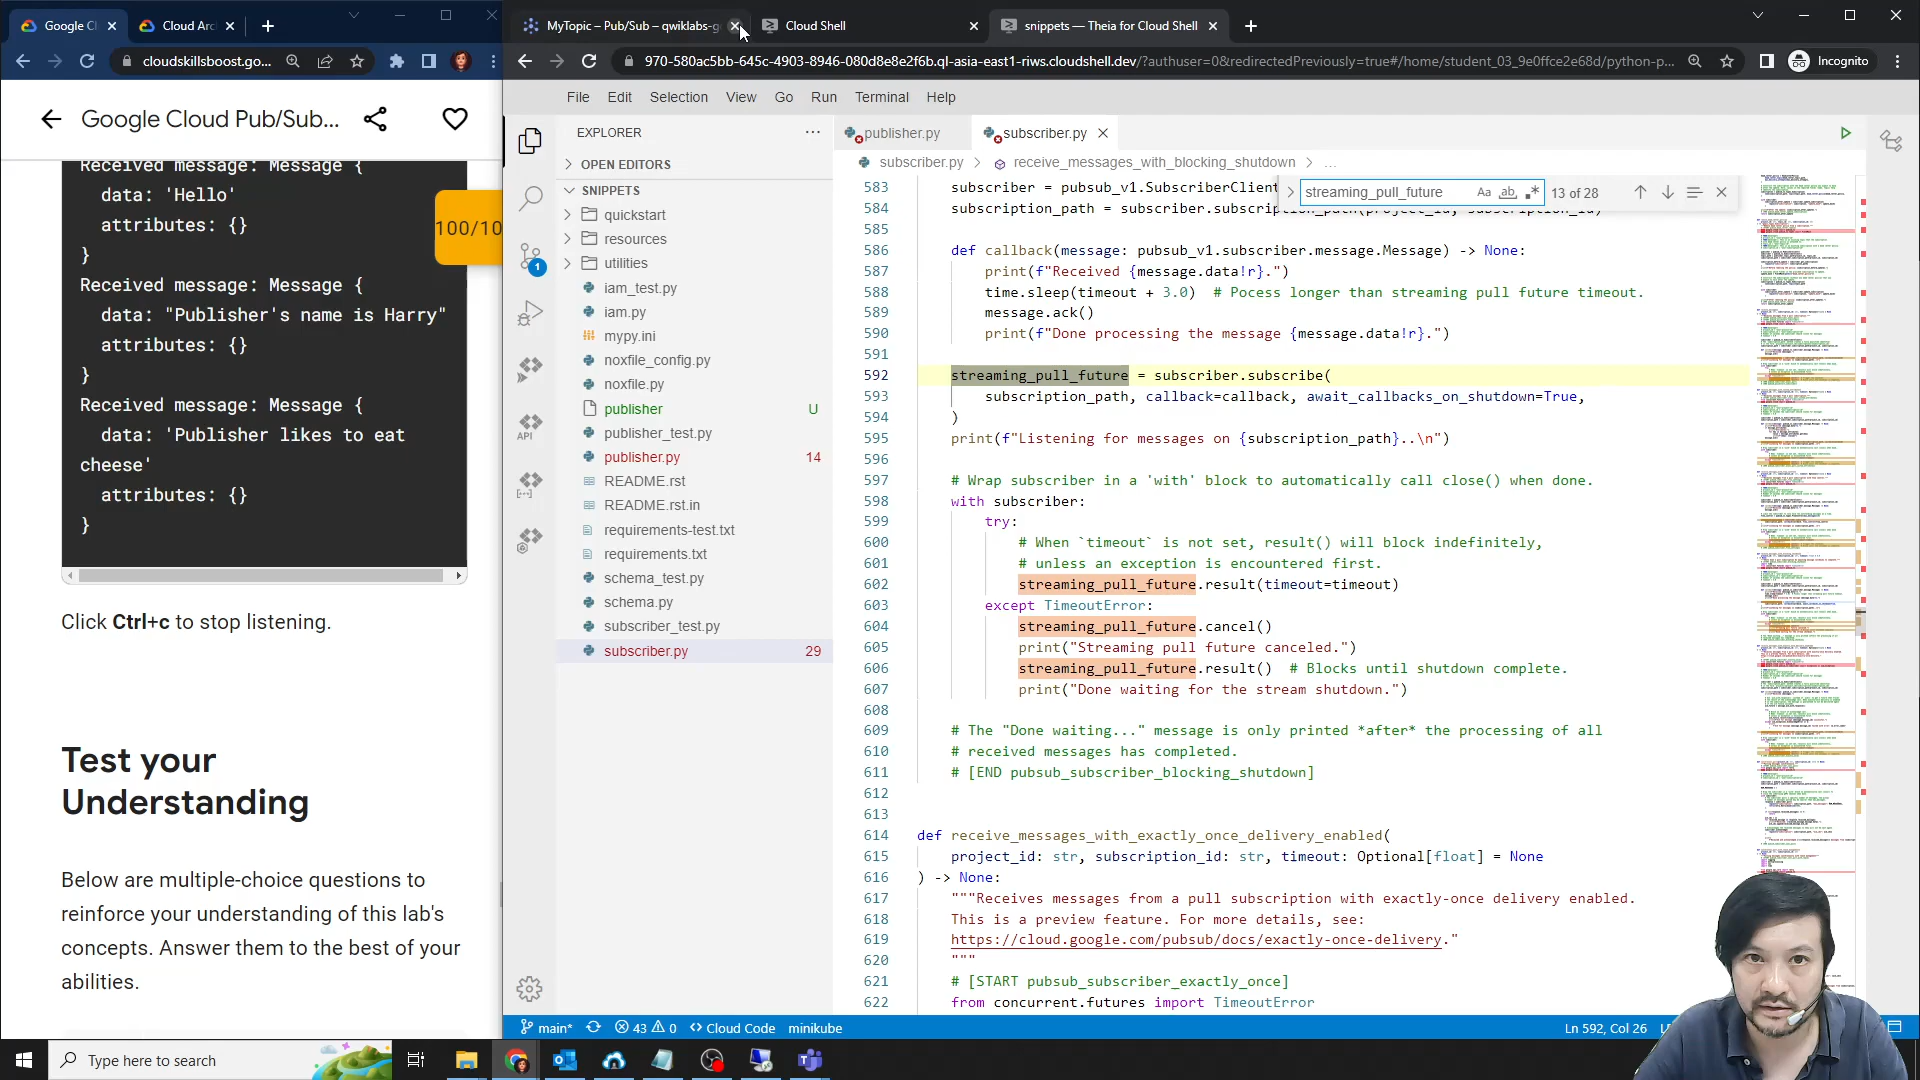 Google Cl
Cloud Arc
cloudskillsboost.go...
Google Cloud Pub/Sub...
Received message: Message {
data: 'Hello'
attributes: {}
}
100/10
Received message: Message {
data: "Publisher's name is Harry"
attributes: {}
}
Received message: Message {
data: 'Publisher likes to eat
cheese'
attributes: {}
}
Click Ctrl+c to stop listening.
Test your
Understanding
Below are multiple-choice questions to
reinforce your understanding of this lab's
concepts. Answer them to the best of your
abilities.
MyTopic – Pub/Sub – qwiklabs-g
Cloud Shell
snippets — Theia for Cloud Shell
970-580ac5bb-645c-4903-8946-080d8e8e2f6b.ql-asia-east1-riws.cloudshell.dev/?authuser=0&redirectedPreviously=true#/home/student_03_9e0ffce2e68d/python-p...
Incognito
File Edit Selection View Go Run Terminal Help
EXPLORER
OPEN EDITORS
SNIPPETS
quickstart
resources
utilities
iam_test.py
iam.py
mypy.ini
noxfile_config.py
noxfile.py
publisher U
publisher_test.py
publisher.py 14
README.rst
README.rst.in
requirements-test.txt
requirements.txt
schema_test.py
schema.py
subscriber_test.py
subscriber.py 29
1
API
publisher.py
subscriber.py
subscriber.py > receive_messages_with_blocking_shutdown > ...
streaming_pull_future Aa ab 13 of 28
583 subscriber = pubsub_v1.SubscriberClient
584 subscription_path = subscriber.subscription_path(project_id, subscription_id)
585
586 def callback(message: pubsub_v1.subscriber.message.Message) -> None:
587 print(f"Received {message.data!r}.")
588 time.sleep(timeout + 3.0) # Pocess longer than streaming pull future timeout.
589 message.ack()
590 print(f"Done processing the message {message.data!r}.")
591
592 streaming_pull_future = subscriber.subscribe(
593 subscription_path, callback=callback, await_callbacks_on_shutdown=True,
594 )
595 print(f"Listening for messages on {subscription_path}..\n")
596
597 # Wrap subscriber in a 'with' block to automatically call close() when done.
598 with subscriber:
599 try:
600 # When `timeout` is not set, result() will block indefinitely,
601 # unless an exception is encountered first.
602 streaming_pull_future.result(timeout=timeout)
603 except TimeoutError:
604 streaming_pull_future.cancel()
605 print("Streaming pull future canceled.")
606 streaming_pull_future.result() # Blocks until shutdown complete.
607 print("Done waiting for the stream shutdown.")
608
609 # The "Done waiting..." message is only printed *after* the processing of all
610 # received messages has completed.
611 # [END pubsub_subscriber_blocking_shutdown]
612
613
614 def receive_messages_with_exactly_once_delivery_enabled(
615 project_id: str, subscription_id: str, timeout: Optional[float] = None
616 ) -> None:
617 """Receives messages from a pull subscription with exactly-once delivery enabled.
618 This is a preview feature. For more details, see:
619 https://cloud.google.com/pubsub/docs/exactly-once-delivery."
620 """
621 # [START pubsub_subscriber_exactly_once]
622 from concurrent.futures import TimeoutError
main* 43 0 Cloud Code minikube
Ln 592, Col 26
Type here to search